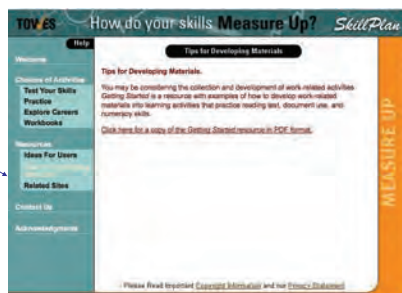 TOWES
How do your skills Measure Up?
SkillPlan
Help
Tips for Developing Materials
Welcome
Choices of Activities
Test Your Skills
Practice
Explore Careers
Workbooks
Resources
Ideas For Users
Related Sites
Contact Us
Acknowledgments
Tips for Developing Materials.
You may be considering the collection and development of work-related activities
Getting Started is a resource with examples of how to develop work-related
materials into learning activities that practice reading text, document use, and
numeracy skills.
Click here for a copy of the Getting Started resource in PDF format.
MEASURE UP
Please Read Important Copyright Information and our Privacy Statement